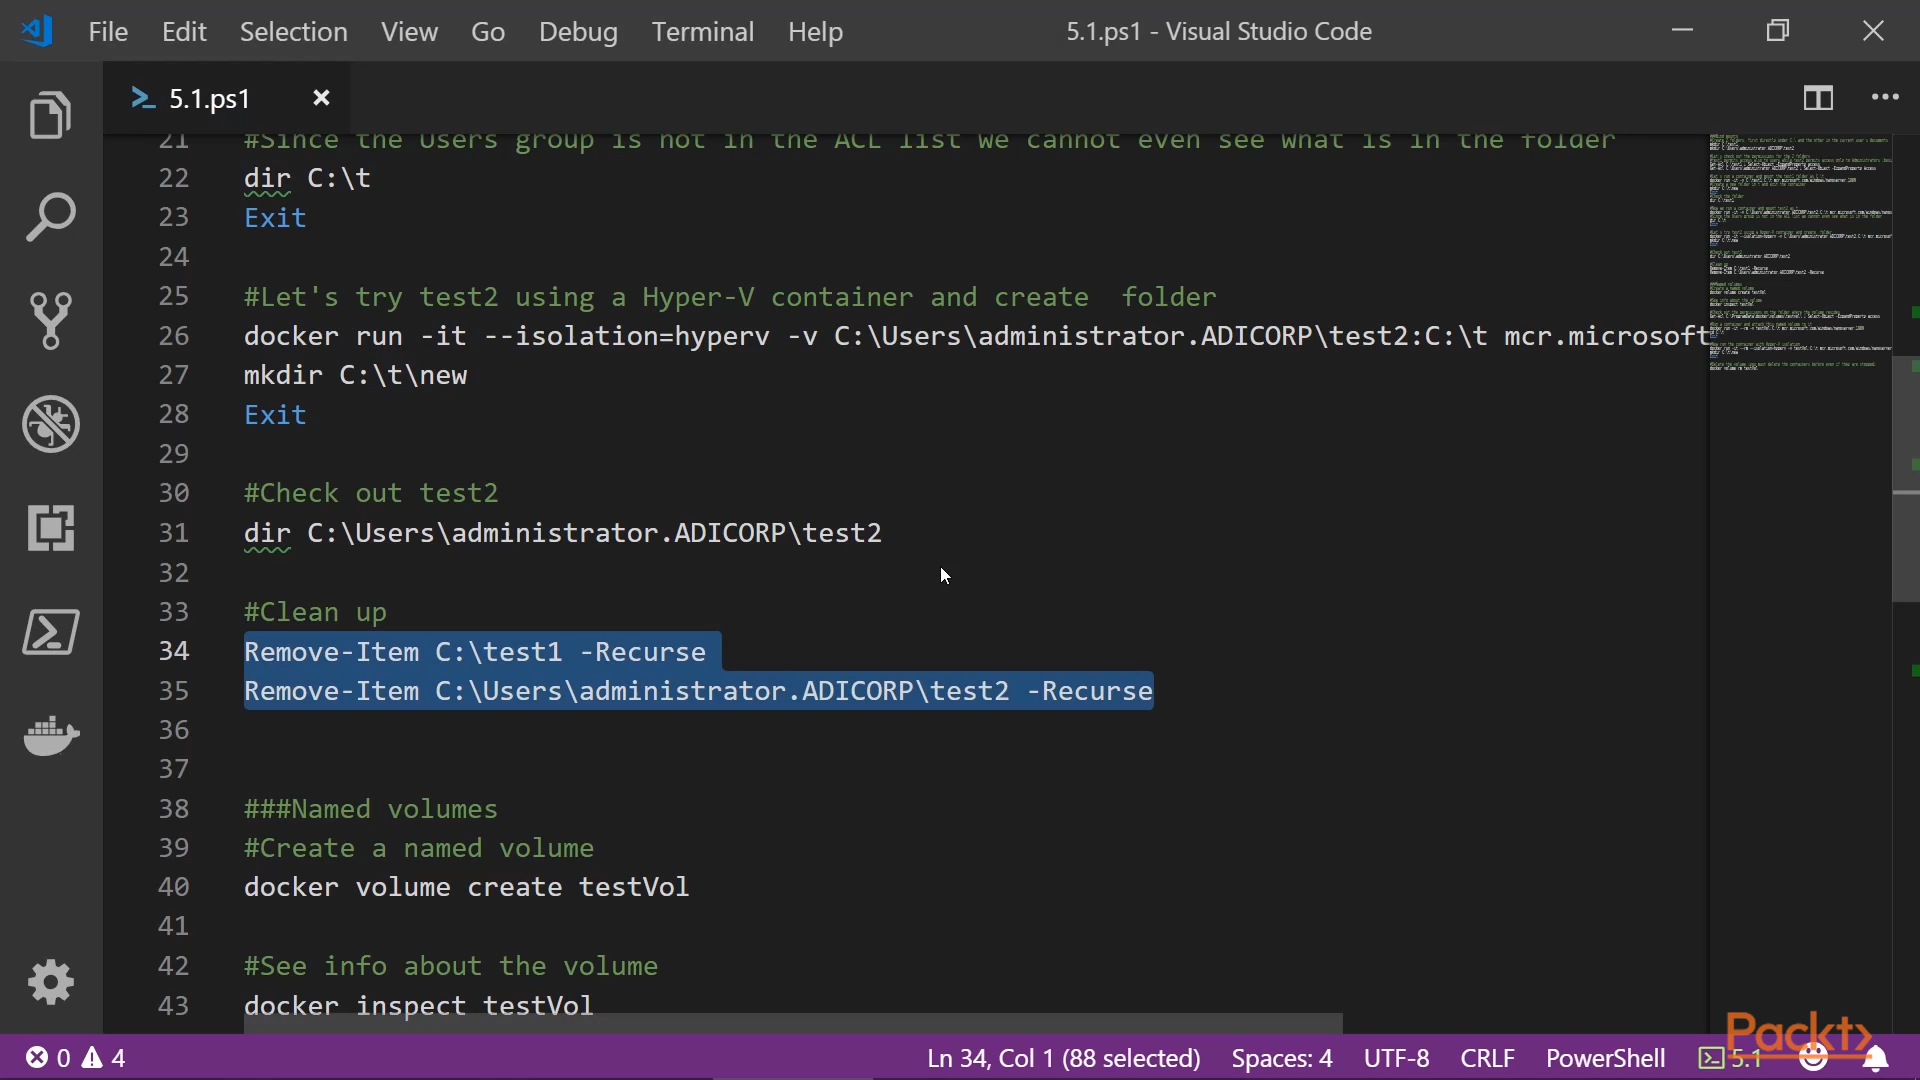 File Edit Selection View Go Debug Terminal Help 5.1.ps1 - Visual Studio Code
5.1.ps1
21 #Since the Users group is not in the ACL list we cannot even see what is in the folder
22 dir C:\t
23 Exit
24
25 #Let's try test2 using a Hyper-V container and create  folder
26 docker run -it --isolation=hyperv -v C:\Users\administrator.ADICORP\test2:C:\t mcr.microsoft
27 mkdir C:\t\new
28 Exit
29
30 #Check out test2
31 dir C:\Users\administrator.ADICORP\test2
32
33 #Clean up
34 Remove-Item C:\test1 -Recurse
35 Remove-Item C:\Users\administrator.ADICORP\test2 -Recurse
36
37
38 ###Named volumes
39 #Create a named volume
40 docker volume create testVol
41
42 #See info about the volume
43 docker inspect testVol
Packt>
0 4 Ln 34, Col 1 (88 selected) Spaces: 4 UTF-8 CRLF PowerShell 5.1